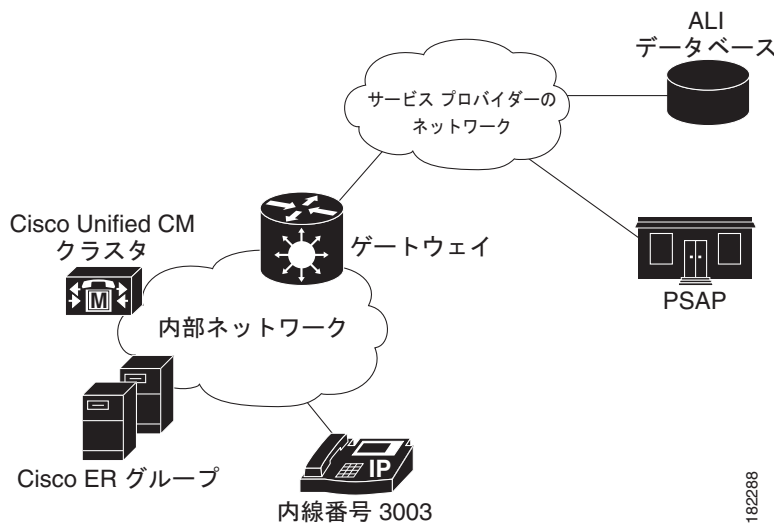 ALI
データベース
サービス プロバイダーの
ネットワーク
Cisco Unified CM
クラスタ
M
ゲートウェイ
PSAP
内部ネットワーク
IP
Cisco ER グループ
内線番号 3003
182288